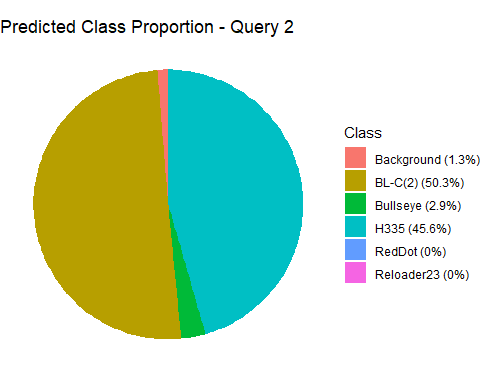 Predicted Class Proportion - Query 2
Class
Background (1.3%)
BL-C(2) (50.3%)
Bullseye (2.9%)
H335 (45.6%)
RedDot (0%)
Reloader23 (0%)